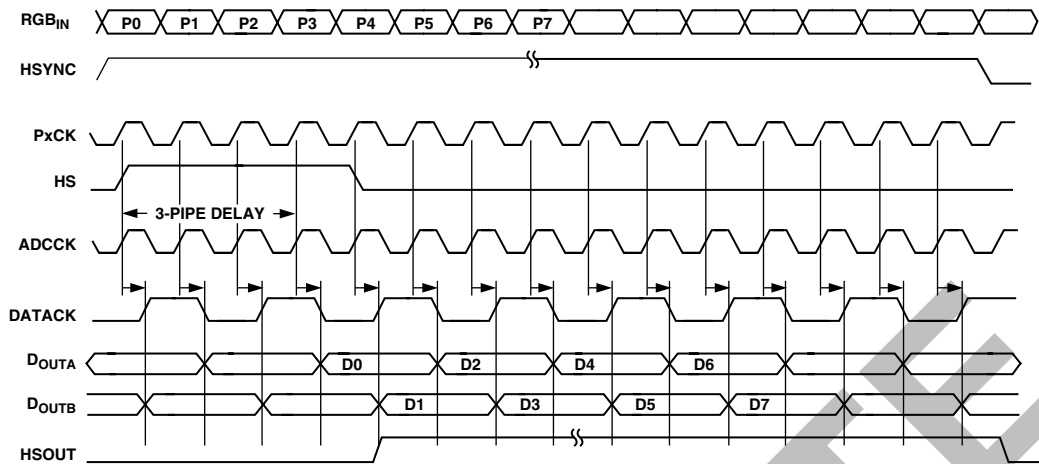 RGBIN P0 P1 P2 P3 P4 P5 P6 P7
HSYNC
PxCK
HS
3-PIPE DELAY
ADCCK
DATACK
DOUTA D0 D2 D4 D6
DOUTB D1 D3 D5 D7
HSOUT
TE